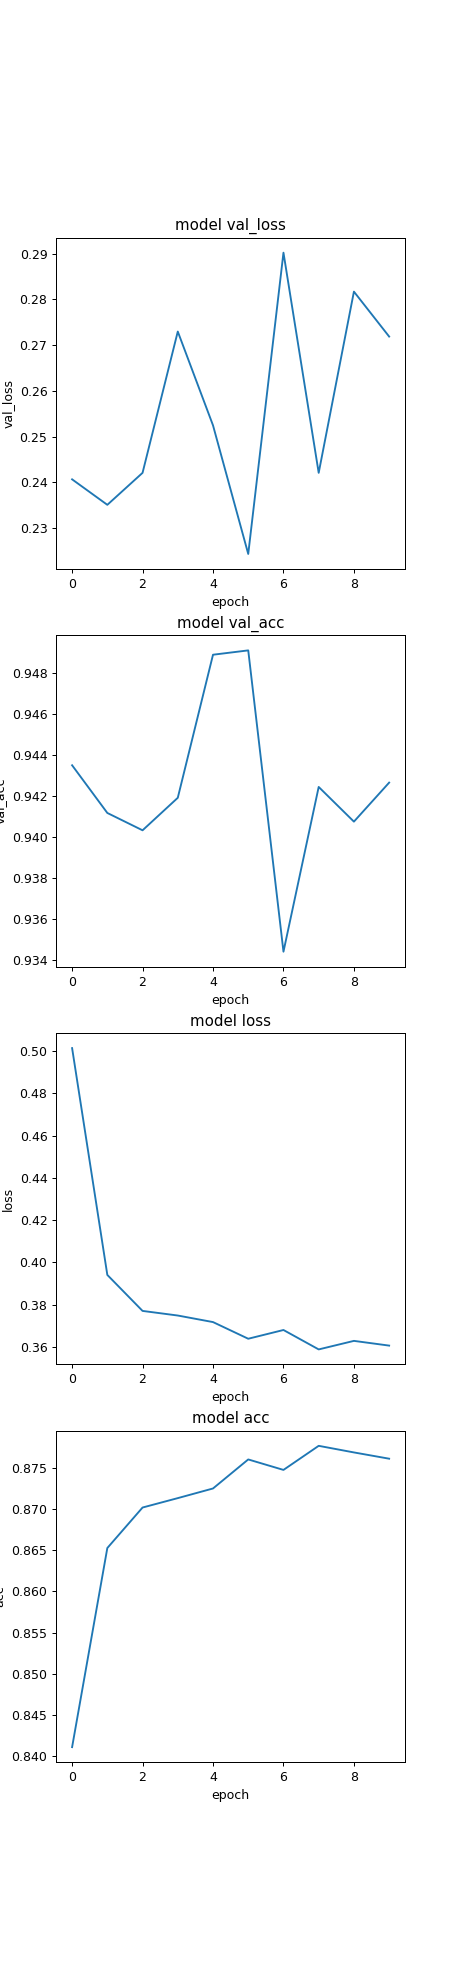 model val_loss
0.29
0.28
0.27
0.26
0.25
0.24
0.23
val_loss
0 2 4 6 8
epoch
model val_acc
0.948
0.946
0.944
0.942
0.940
0.938
0.936
0.934
val_acc
0 2 4 6 8
epoch
model loss
0.50
0.48
0.46
0.44
0.42
0.40
0.38
0.36
loss
0 2 4 6 8
epoch
model acc
0.875
0.870
0.865
0.860
0.855
0.850
0.845
0.840
acc
0 2 4 6 8
epoch